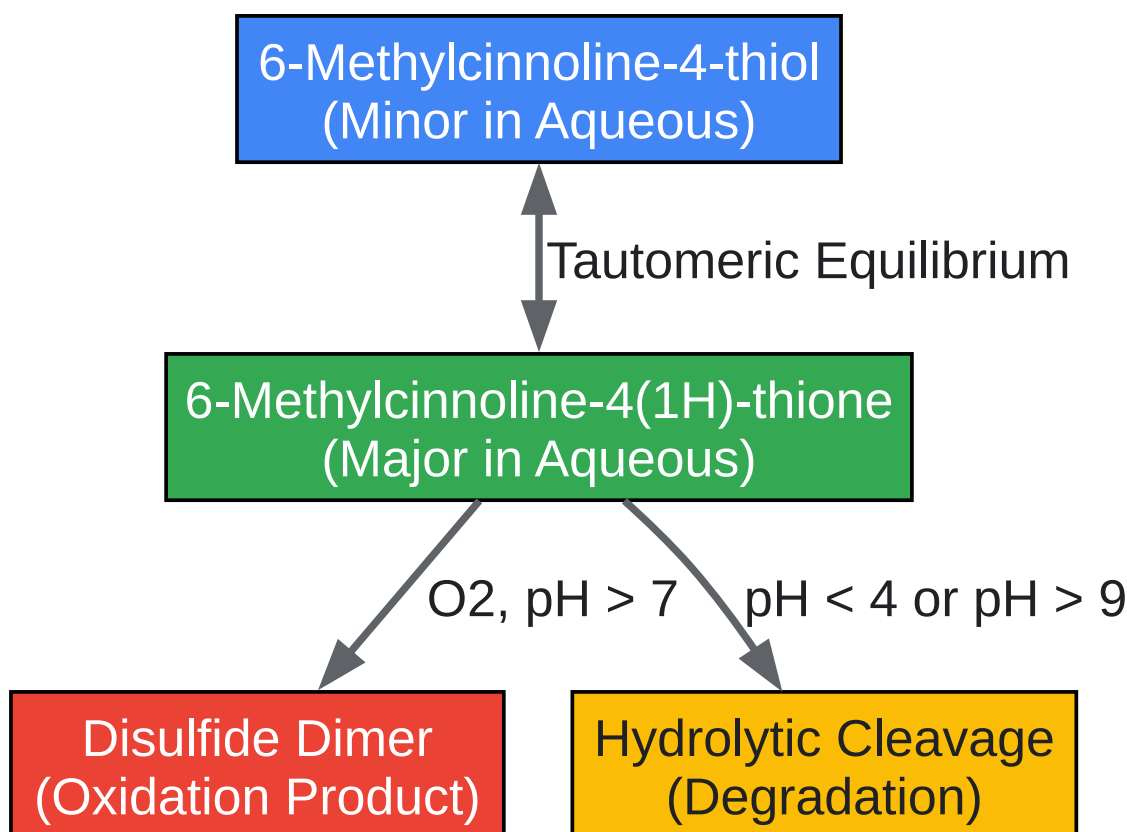 6-Methylcinnoline-4-thiol
(Minor in Aqueous)
Tautomeric Equilibrium
6-Methylcinnoline-4(1H)-thione
(Major in Aqueous)
O2, pH > 7
pH < 4 or pH > 9
Disulfide Dimer
(Oxidation Product)
Hydrolytic Cleavage
(Degradation)